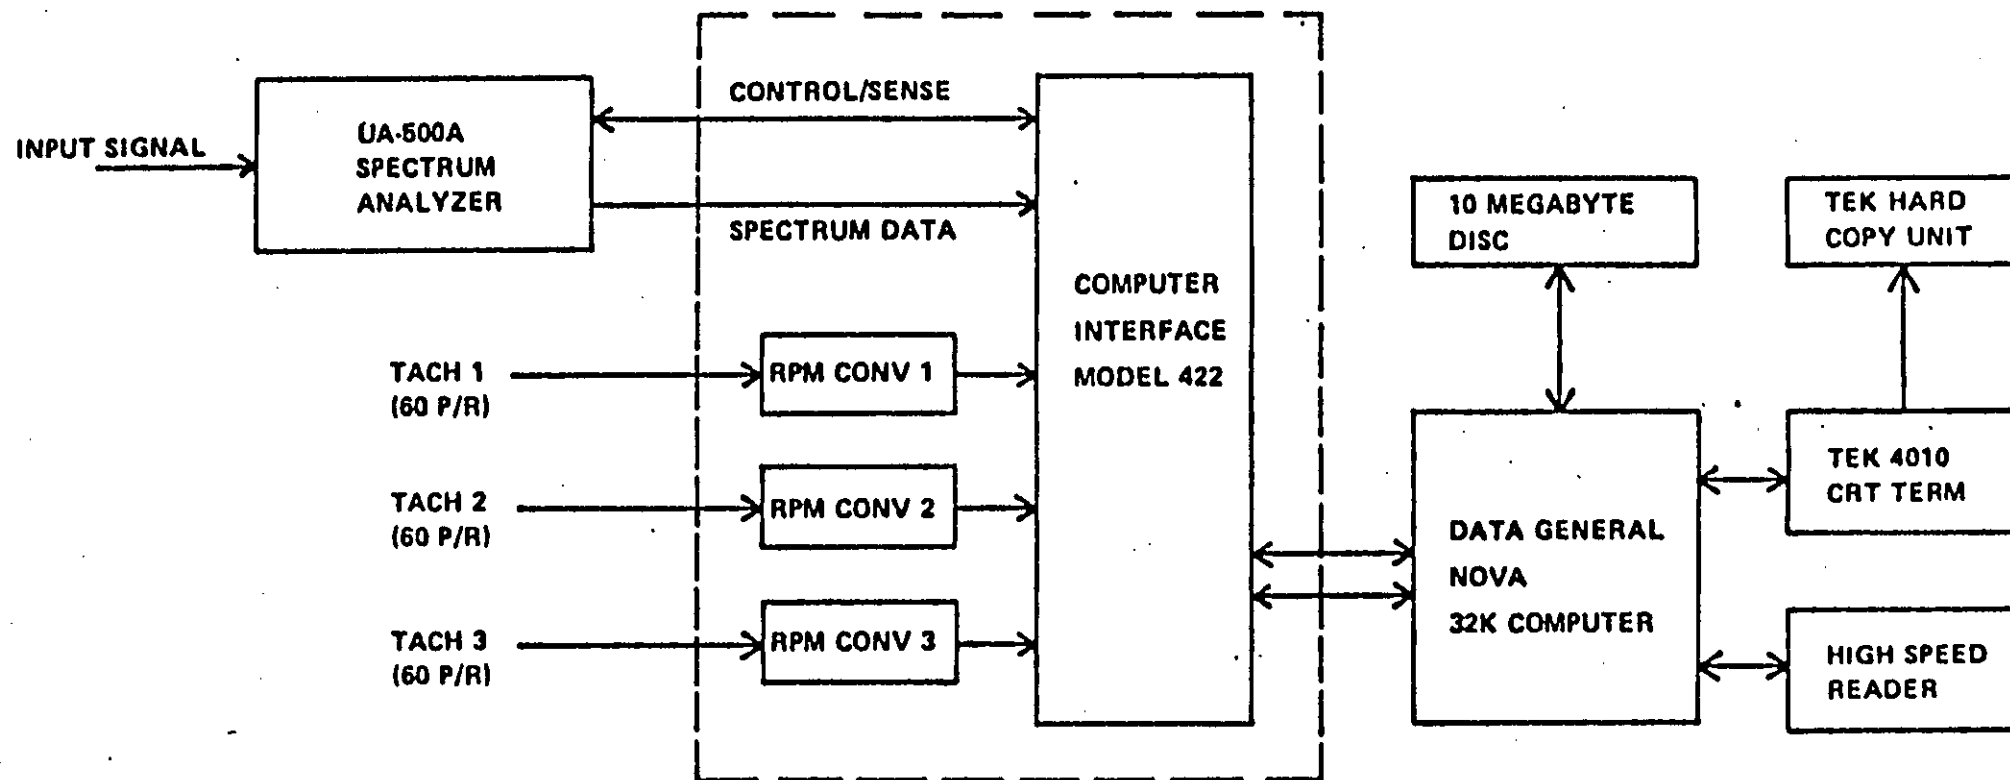 CONTROL/SENSE
INPUT SIGNAL
UA-500A
SPECTRUM
ANALYZER
SPECTRUM DATA
10 MEGABYTE
DISC
TEK HARD
COPY UNIT
COMPUTER
INTERFACE
MODEL 422
TACH 1
(60 P/R)
RPM CONV 1
TACH 2
(60 P/R)
RPM CONV 2
TACH 3
(60 P/R)
RPM CONV 3
DATA GENERAL
NOVA
32K COMPUTER
TEK 4010
CRT TERM
HIGH SPEED
READER